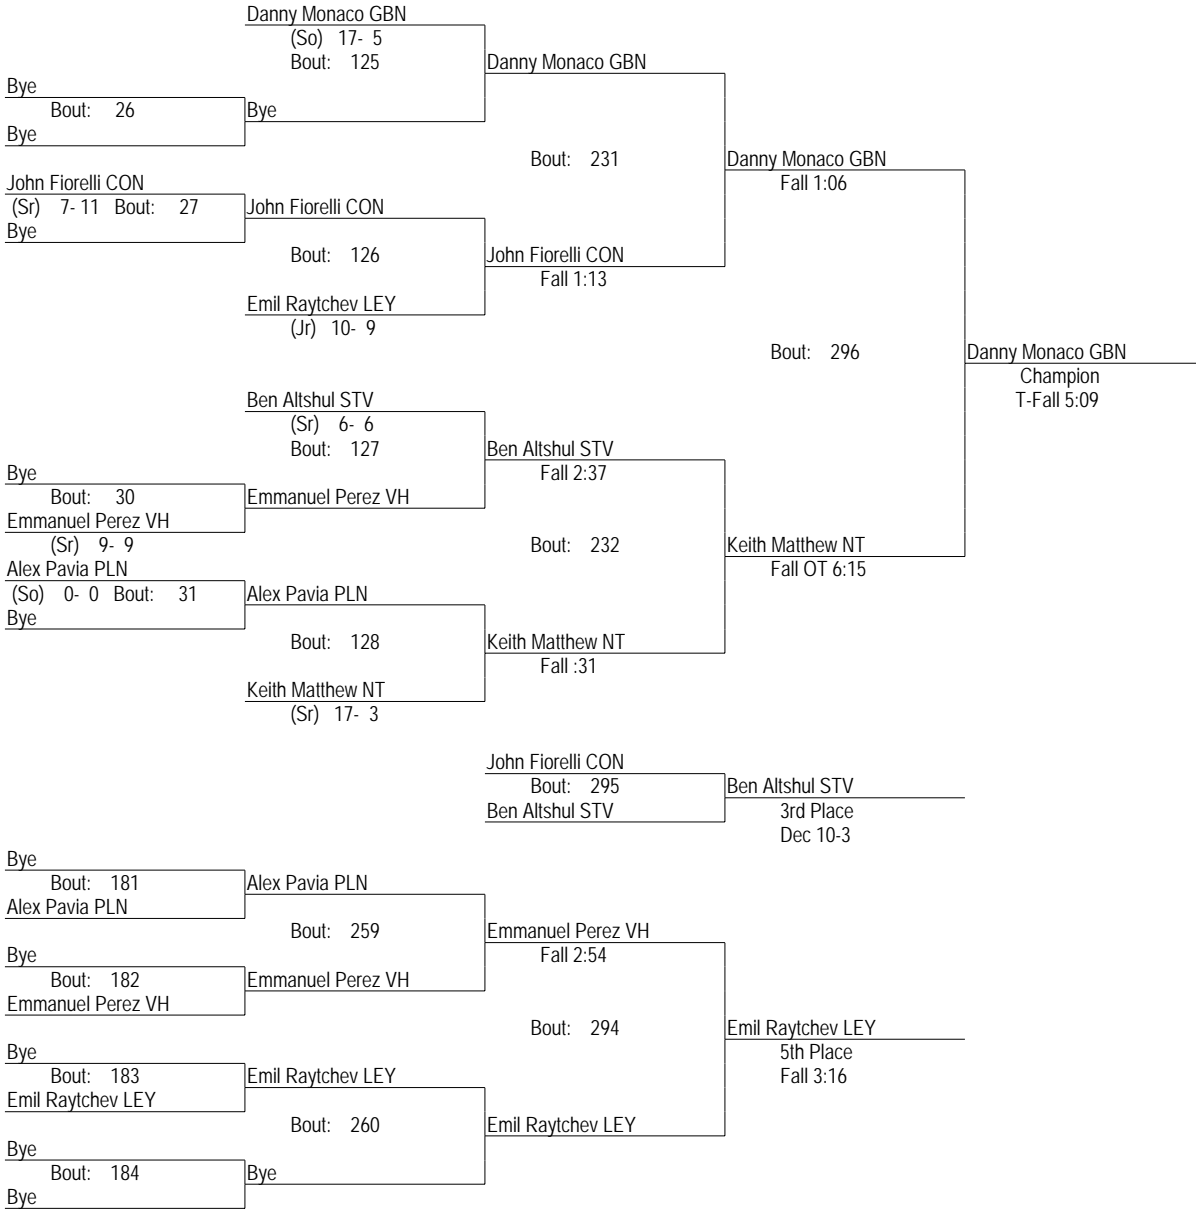 Danny Monaco GBN
(So) 17- 5
Bout: 125
Danny Monaco GBN
Bye
Bout: 26
Bye
Bye
Bout: 231
Danny Monaco GBN
Fall 1:06
John Fiorelli CON
(Sr) 7- 11 Bout: 27
John Fiorelli CON
Bye
Bout: 126
John Fiorelli CON
Fall 1:13
Emil Raytchev LEY
(Jr) 10- 9
Bout: 296
Danny Monaco GBN
Champion
T-Fall 5:09
Ben Altshul STV
(Sr) 6- 6
Bout: 127
Ben Altshul STV
Fall 2:37
Bye
Bout: 30
Emmanuel Perez VH
Emmanuel Perez VH
(Sr) 9- 9
Bout: 232
Keith Matthew NT
Fall OT 6:15
Alex Pavia PLN
(So) 0- 0 Bout: 31
Alex Pavia PLN
Bye
Bout: 128
Keith Matthew NT
Fall :31
Keith Matthew NT
(Sr) 17- 3
John Fiorelli CON
Bout: 295
Ben Altshul STV
Ben Altshul STV
3rd Place
Dec 10-3
Bye
Bout: 181
Alex Pavia PLN
Alex Pavia PLN
Bout: 259
Emmanuel Perez VH
Fall 2:54
Bye
Bout: 182
Emmanuel Perez VH
Emmanuel Perez VH
Bout: 294
Emil Raytchev LEY
5th Place
Fall 3:16
Bye
Bout: 183
Emil Raytchev LEY
Emil Raytchev LEY
Bout: 260
Emil Raytchev LEY
Bye
Bout: 184
Bye
Bye